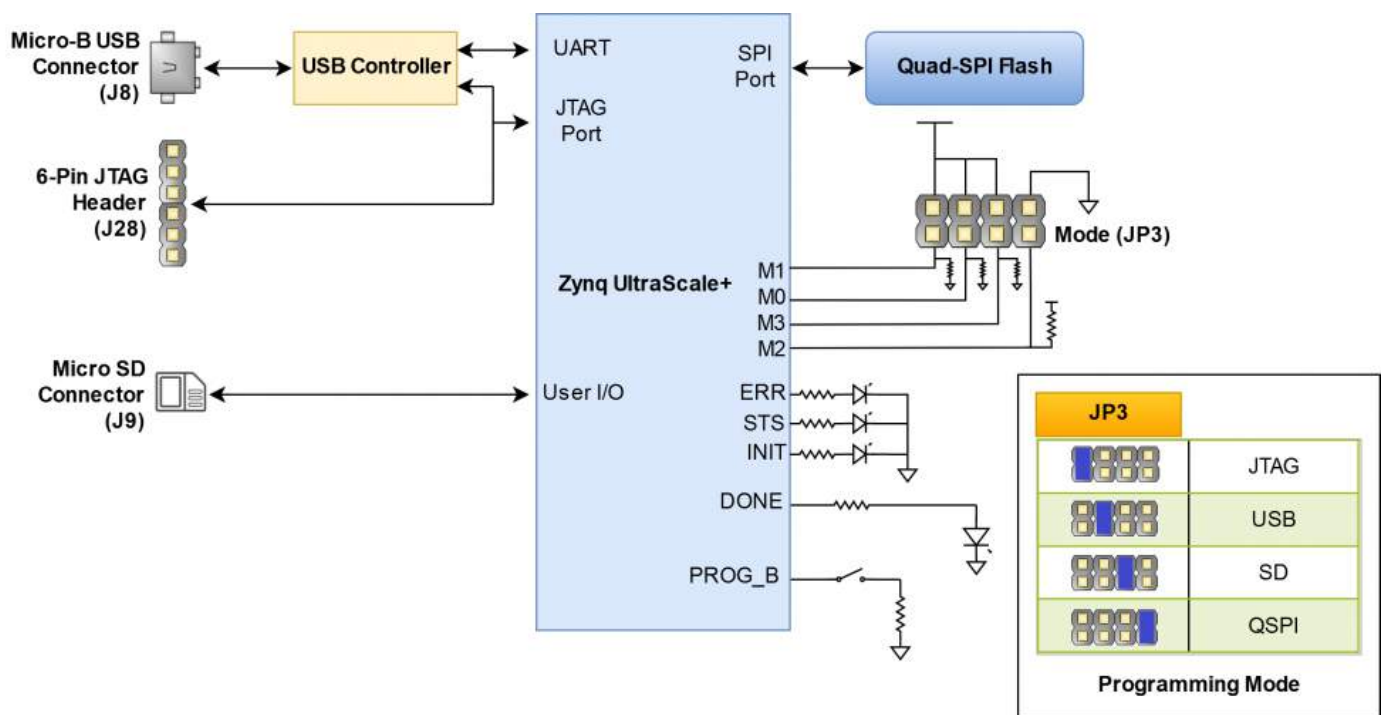 Micro-B USB
Connector
(J8)
USB Controller
UART
JTAG
Port
SPI
Port
Quad-SPI Flash
6-Pin JTAG
Header
(J28)
Mode (JP3)
Zynq UltraScale+
M1
M0
M3
M2
Micro SD
Connector
(J9)
User I/O
ERR
STS
INIT
DONE
PROG_B
JP3
JTAG
USB
SD
QSPI
Programming Mode